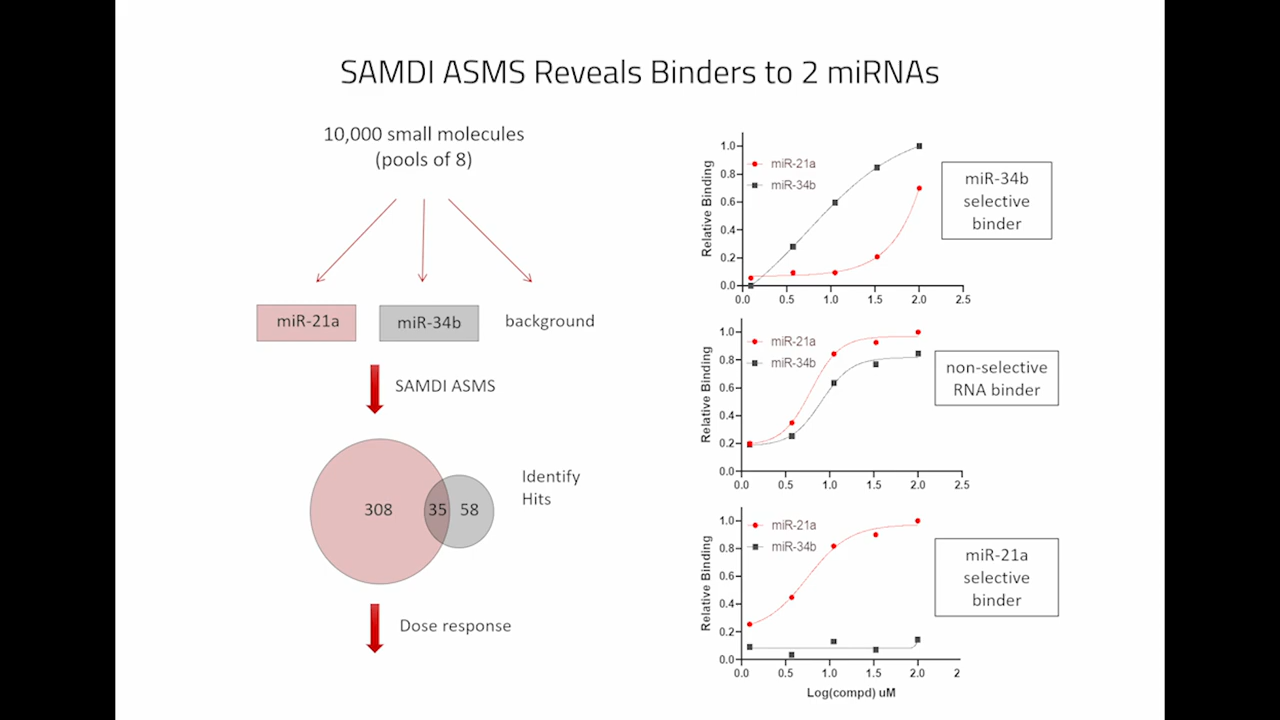 SAMDI ASMS Reveals Binders to 2 miRNAs
10,000 small molecules
(pools of 8)
miR-21a
miR-34b
background
SAMDI ASMS
308
35
58
Identify
Hits
Dose response
Relative Binding
1.0
0.8
0.6
0.4
0.2
0.0
miR-21a
miR-34b
0.0 0.5 1.0 1.5 2.0 2.5
miR-34b
selective
binder
Relative Binding
1.0
0.8
0.6
0.4
0.2
0.0
miR-21a
miR-34b
0.0 0.5 1.0 1.5 2.0 2.5
non-selective
RNA binder
Relative Binding
1.0
0.8
0.6
0.4
0.2
0.0
miR-21a
miR-34b
0.0 0.5 1.0 1.5 2.0 2
Log(compd) uM
miR-21a
selective
binder